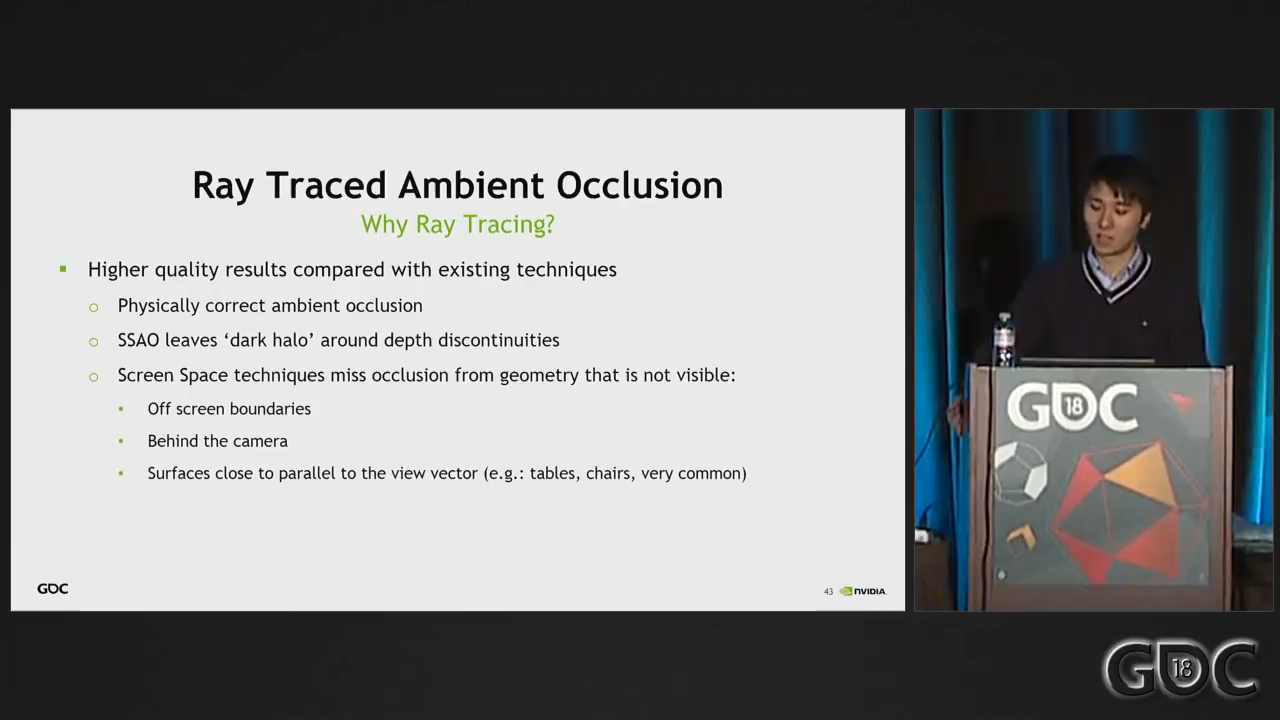 Ray Traced Ambient Occlusion
Why Ray Tracing?
Higher quality results compared with existing techniques
Physically correct ambient occlusion
SSAO leaves ‘dark halo’ around depth discontinuities
Screen Space techniques miss occlusion from geometry that is not visible:
Off screen boundaries
Behind the camera
Surfaces close to parallel to the view vector (e.g.: tables, chairs, very common)
GDC
43 NVIDIA
GDC 18
GDC 18